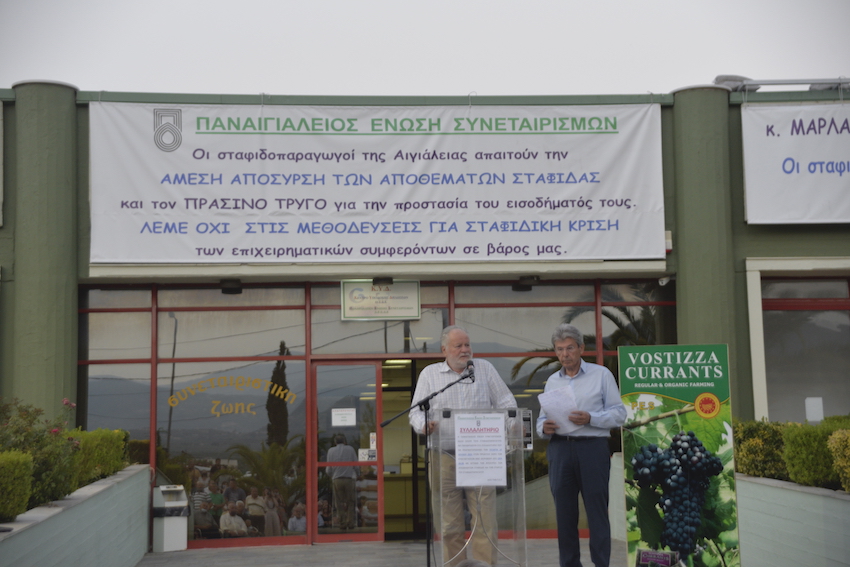 ΠΑΝΑΙΓΙΑΛΕΙΟΣ ΕΝΩΣΗ ΣΥΝΕΤΑΙΡΙΣΜΩΝ
Οι σταφιδοπαραγωγοί της Αιγιάλειας απαιτούν την
ΑΜΕΣΗ ΑΠΟΣΥΡΣΗ ΤΩΝ ΑΠΟΘΕΜΑΤΩΝ ΣΤΑΦΙΔΑΣ
και τον ΠΡΑΣΙΝΟ ΤΡΥΓΟ για την προστασία του εισοδήματός τους.
ΛΕΜΕ ΟΧΙ ΣΤΙΣ ΜΕΘΟΔΕΥΣΕΙΣ ΓΙΑ ΣΤΑΦΙΔΙΚΗ ΚΡΙΣΗ
των επιχειρηματικών συμφερόντων σε βάρος μας.
κ. ΜΑΡΛΑ
Οι σταφι
συνεταιριστική
ζωης
ΣΥΛΛΑΛΗΤΗΡΙΟ
VOSTIZZA
CURRANTS
REGULAR & ORGANIC FARMING